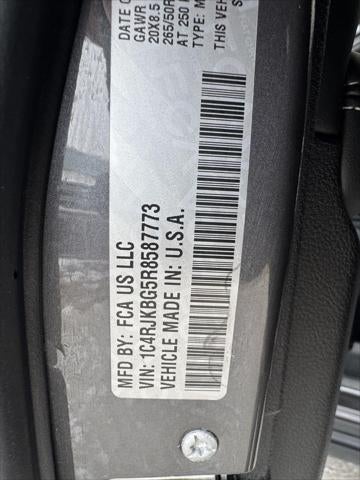 MFD BY: FCA US LLC
VIN: 1C4RJKBG5R8587773
VEHICLE MADE IN: U.S.A.
DATE O
GAWR
20X8.5
265/50R
AT 250
TYPE: M
THIS VEH